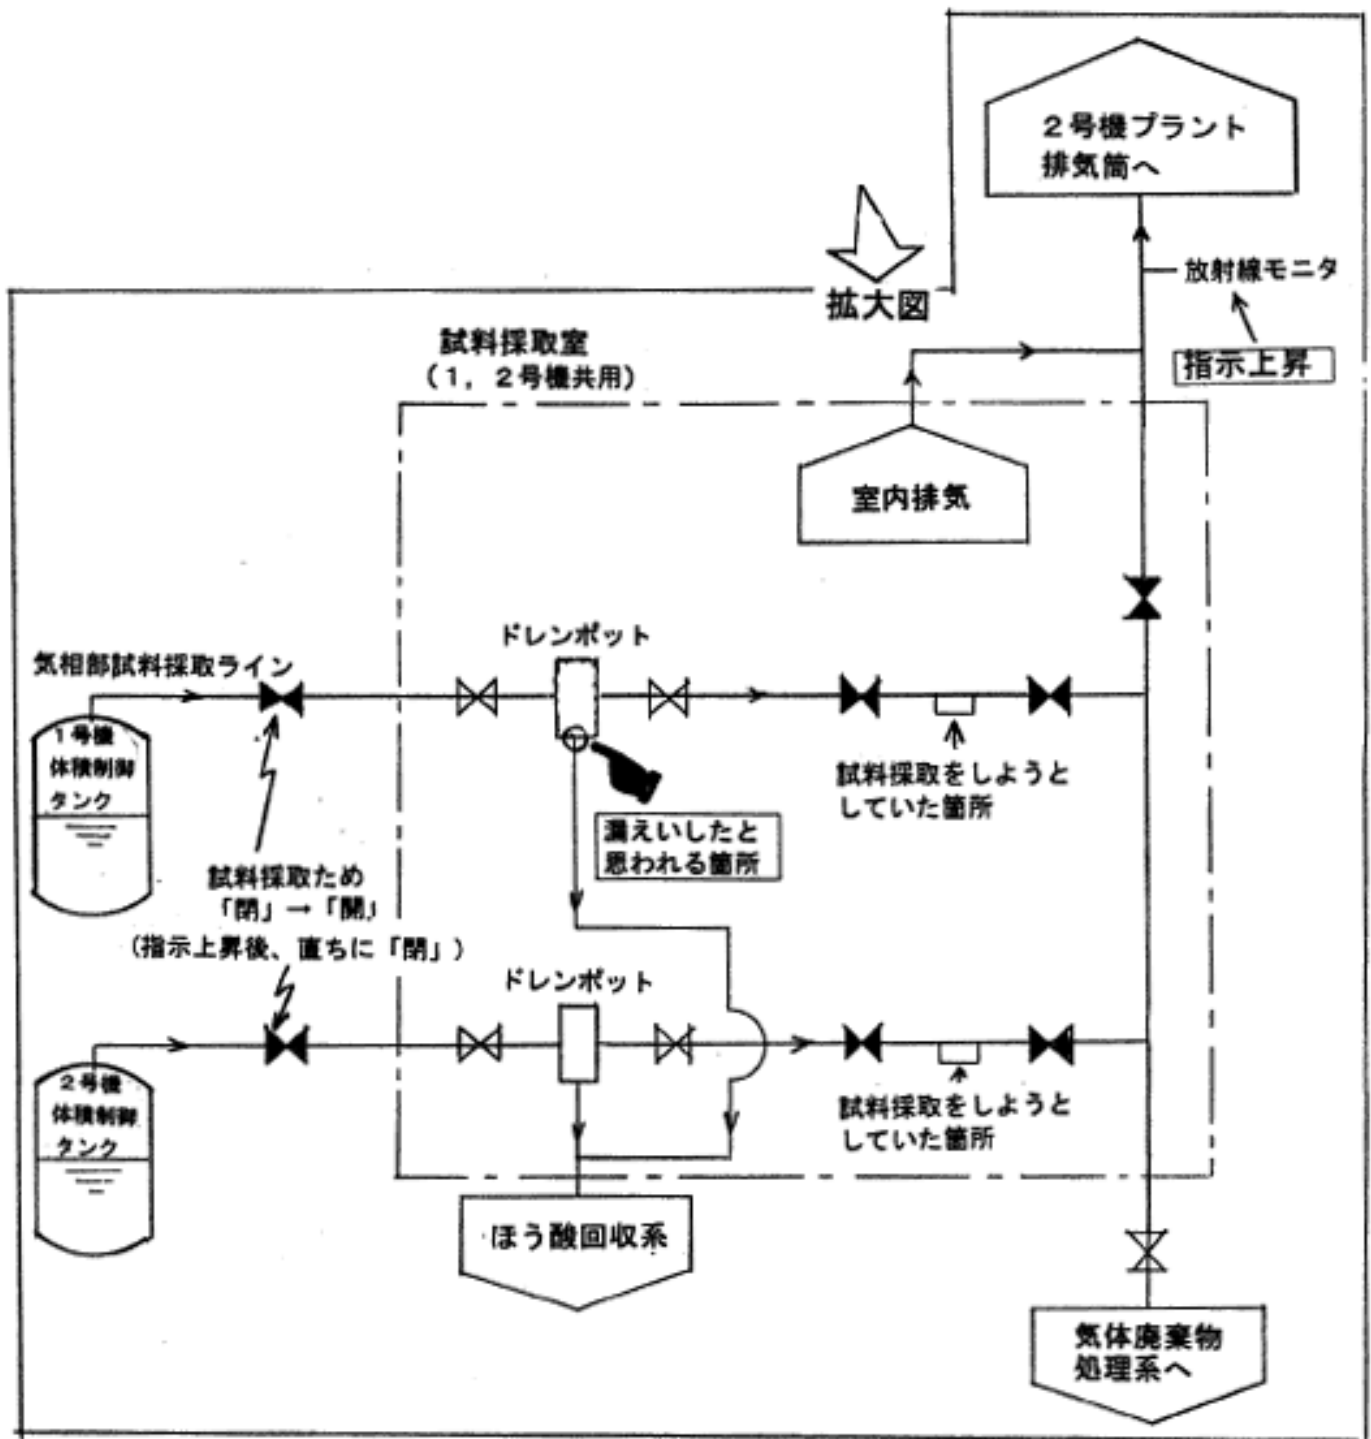 2号機プラント
排気筒へ
放射線モニタ
拡大図
指示上昇
試料採取室
(1,2号機共用)
室内排気
ドレンポット
気相部試料採取ライン
1号機
体積制御
タンク
試料採取をしようと
していた箇所
漏えいしたと
思われる箇所
試料採取ため
「閉」→「開」
(指示上昇後、直ちに「閉」)
ドレンポット
2号機
体積制御
タンク
試料採取をしようと
していた箇所
ほう酸回収系
気体廃棄物
処理系へ